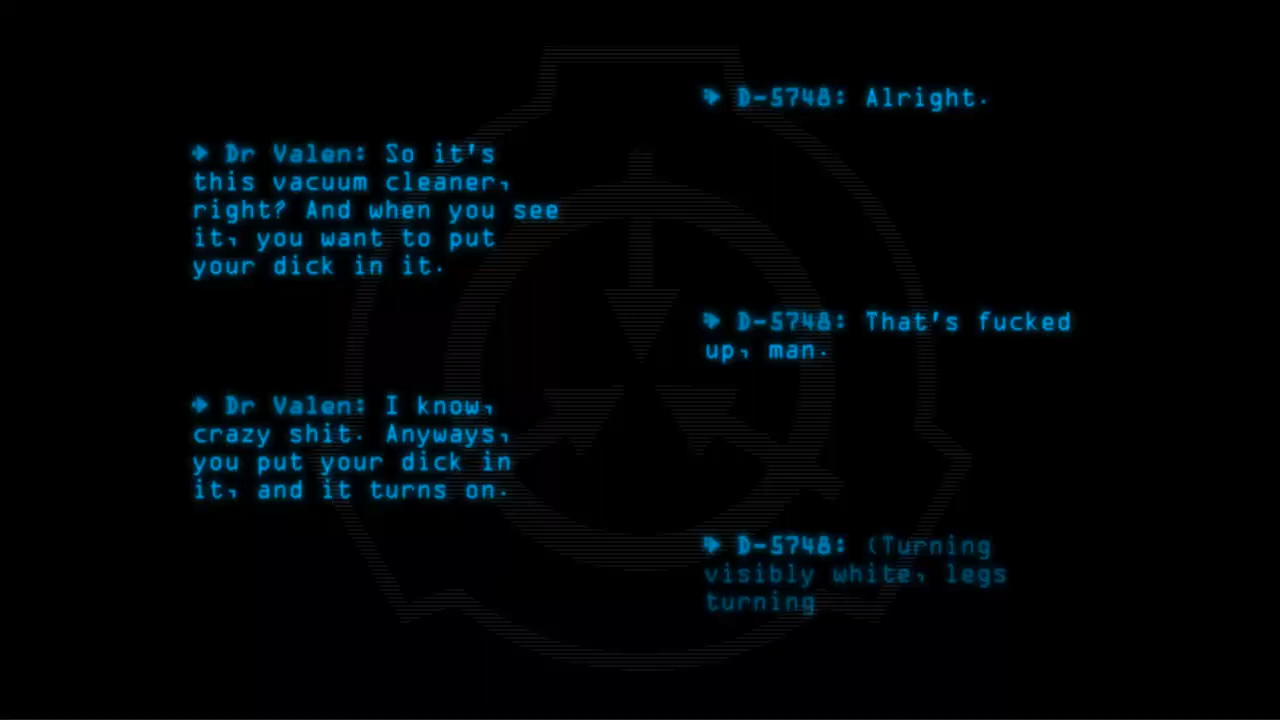 D-5748: Alright.
Dr Valen: So it's
this vacuum cleaner,
right? And when you see
it, you want to put
your dick in it.
D-5748: That's fucked
up, man.
Dr Valen: I know,
crazy shit. Anyways,
you put your dick in
it, and it turns on.
D-5748: (Turning
visibly white, legs
turning